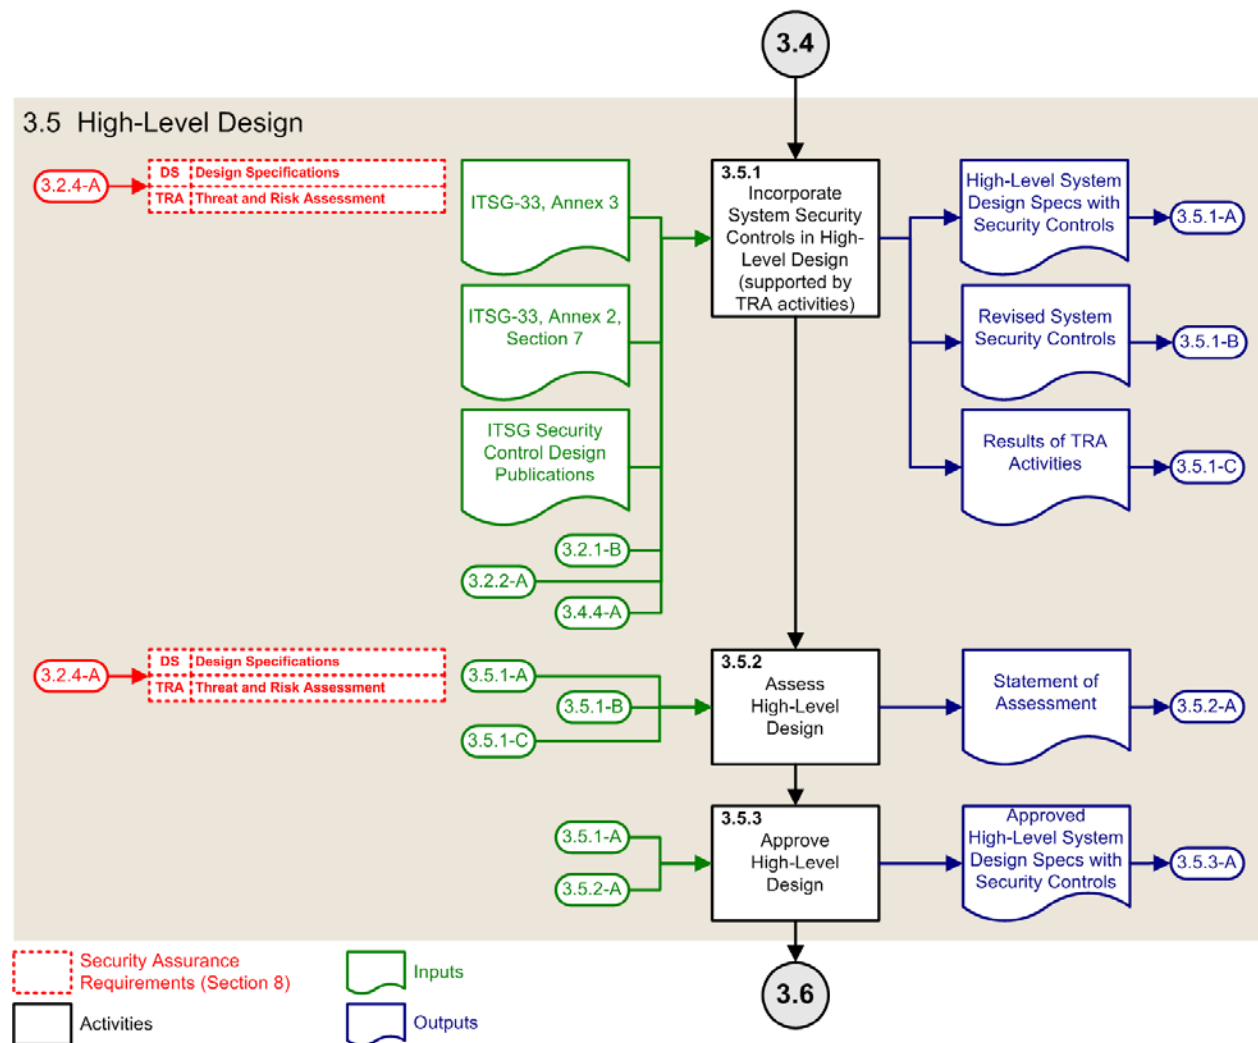 3.4
3.5 High-Level Design
3.2.4-A
DS Design Specifications
TRA Threat and Risk Assessment
ITSG-33, Annex 3
ITSG-33, Annex 2,
Section 7
ITSG Security
Control Design
Publications
3.2.1-B
3.2.2-A
3.4.4-A
3.5.1
Incorporate
System Security
Controls in High-
Level Design
(supported by
TRA activities)
High-Level System
Design Specs with
Security Controls
3.5.1-A
Revised System
Security Controls
3.5.1-B
Results of TRA
Activities
3.5.1-C
3.2.4-A
DS Design Specifications
TRA Threat and Risk Assessment
3.5.1-A
3.5.1-B
3.5.1-C
3.5.2
Assess
High-Level
Design
Statement of
Assessment
3.5.2-A
3.5.1-A
3.5.2-A
3.5.3
Approve
High-Level
Design
Approved
High-Level System
Design Specs with
Security Controls
3.5.3-A
3.6
Security Assurance
Requirements (Section 8)
Activities
Inputs
Outputs